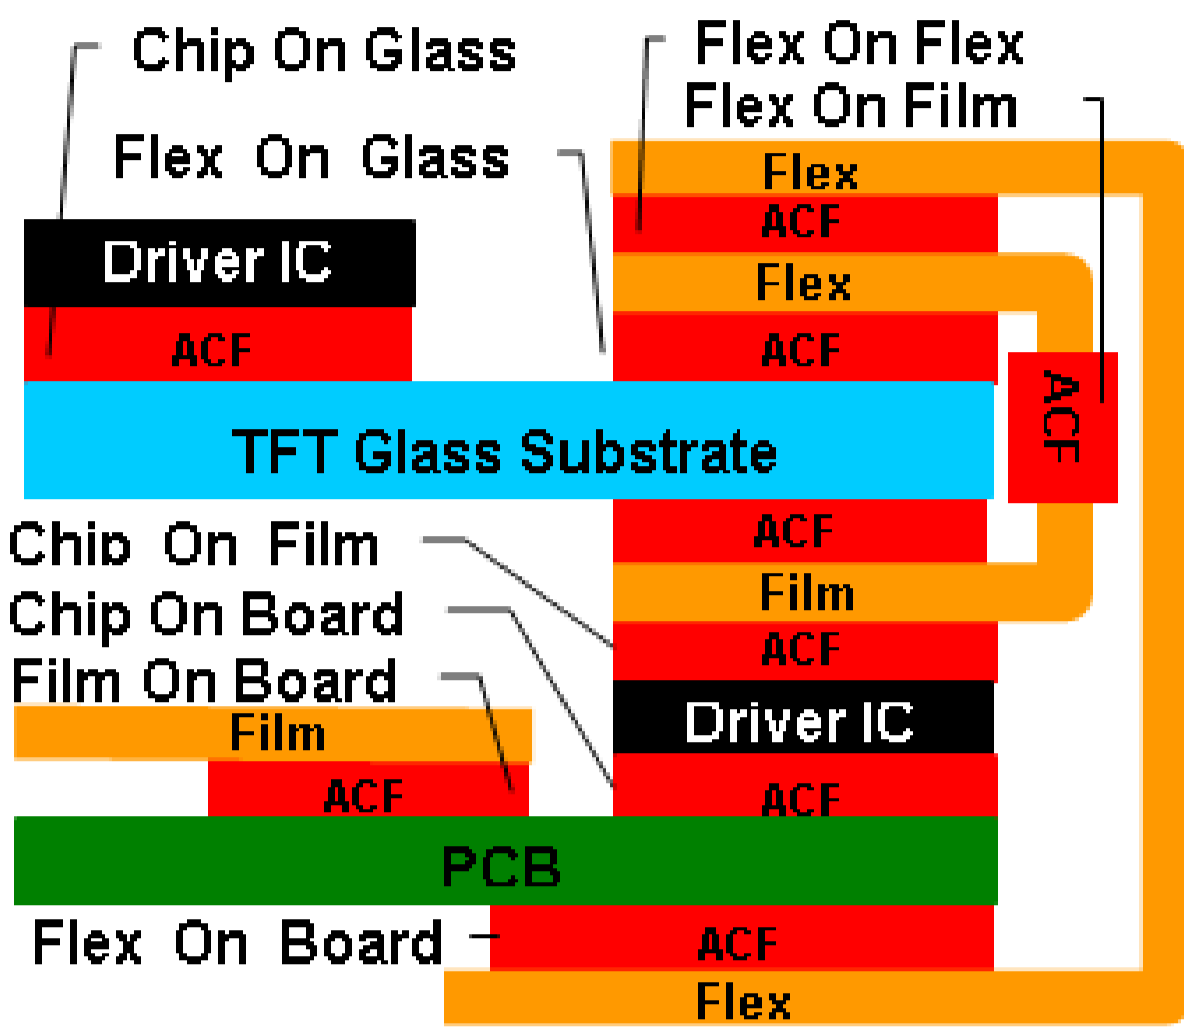 Chip On Glass
Flex On Flex
Flex On Film
Flex On Glass
Flex
ACF
Driver IC
Flex
ACF
ACF
ACF
TFT Glass Substrate
ACF
Chip On Film
Film
Chip On Board
ACF
Film On Board
Driver IC
Film
ACF
ACF
PCB
Flex On Board
ACF
Flex